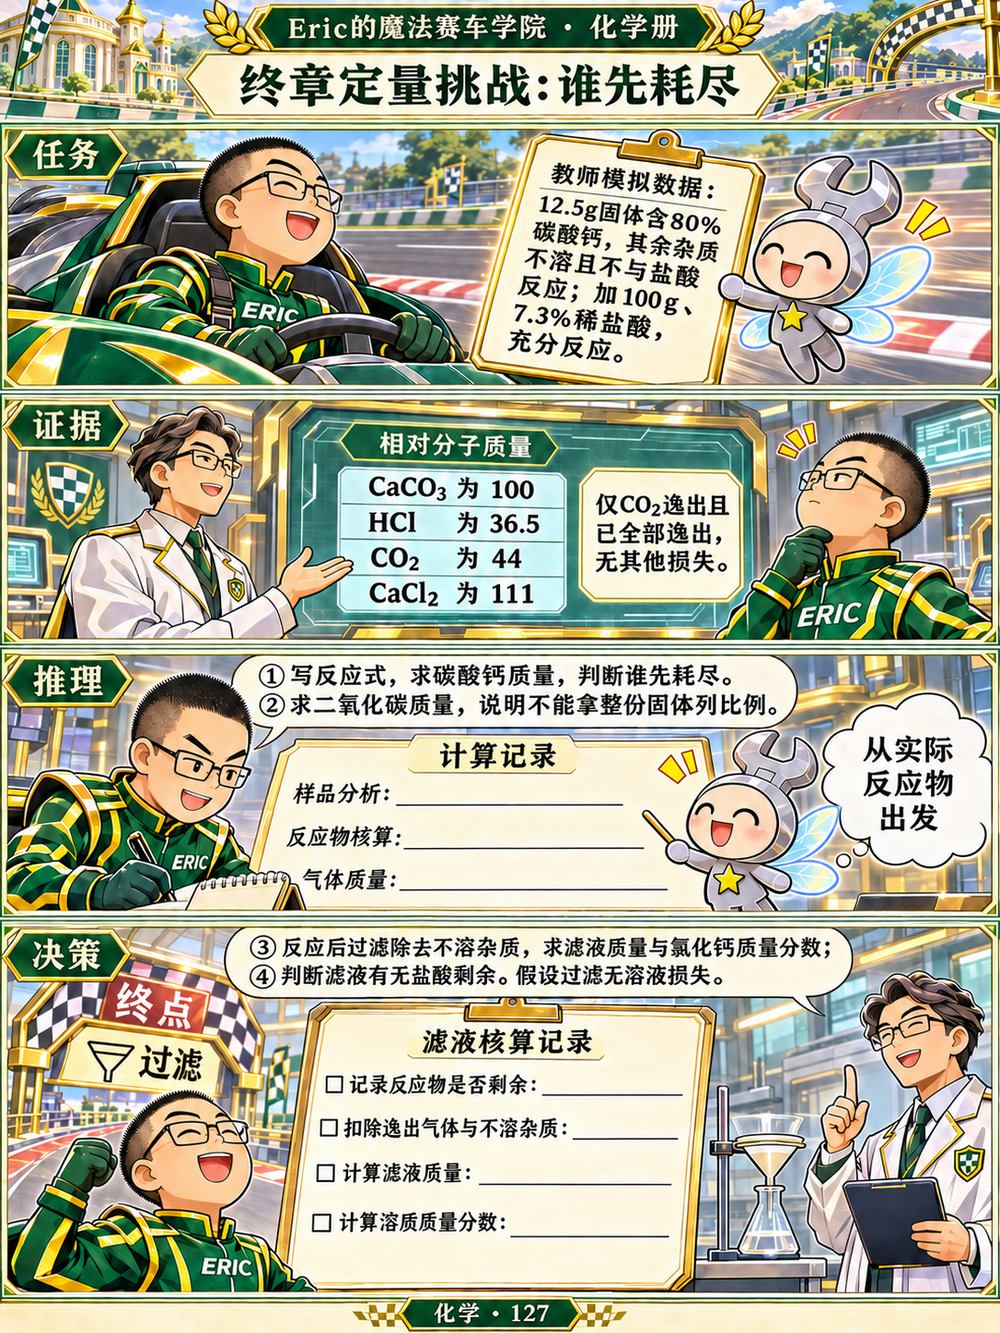 Eric的魔法赛车学院 · 化学册
终章定量挑战:谁先耗尽
任务
教师模拟数据:
12.5g固体含80%
碳酸钙，其余杂质
不溶且不与盐酸
反应；加100g、
7.3%稀盐酸，
充分反应。
ERIC
证据
相对分子质量
CaCO₃ 为 100
HCl 为 36.5
CO₂ 为 44
CaCl₂ 为 111
仅CO₂逸出且
已全部逸出，
无其他损失。
ERIC
推理
① 写反应式，求碳酸钙质量，判断谁先耗尽。
② 求二氧化碳质量，说明不能拿整份固体列比例。
计算记录
样品分析:
反应物核算:
气体质量:
从实际
反应物
出发
ERIC
决策
③ 反应后过滤除去不溶杂质，求滤液质量与氯化钙质量分数；
④ 判断滤液有无盐酸剩余。假设过滤无溶液损失。
终点
过滤
滤液核算记录
□ 记录反应物是否剩余:
□ 扣除逸出气体与不溶杂质:
□ 计算滤液质量:
□ 计算溶质质量分数:
ERIC
化学 · 127